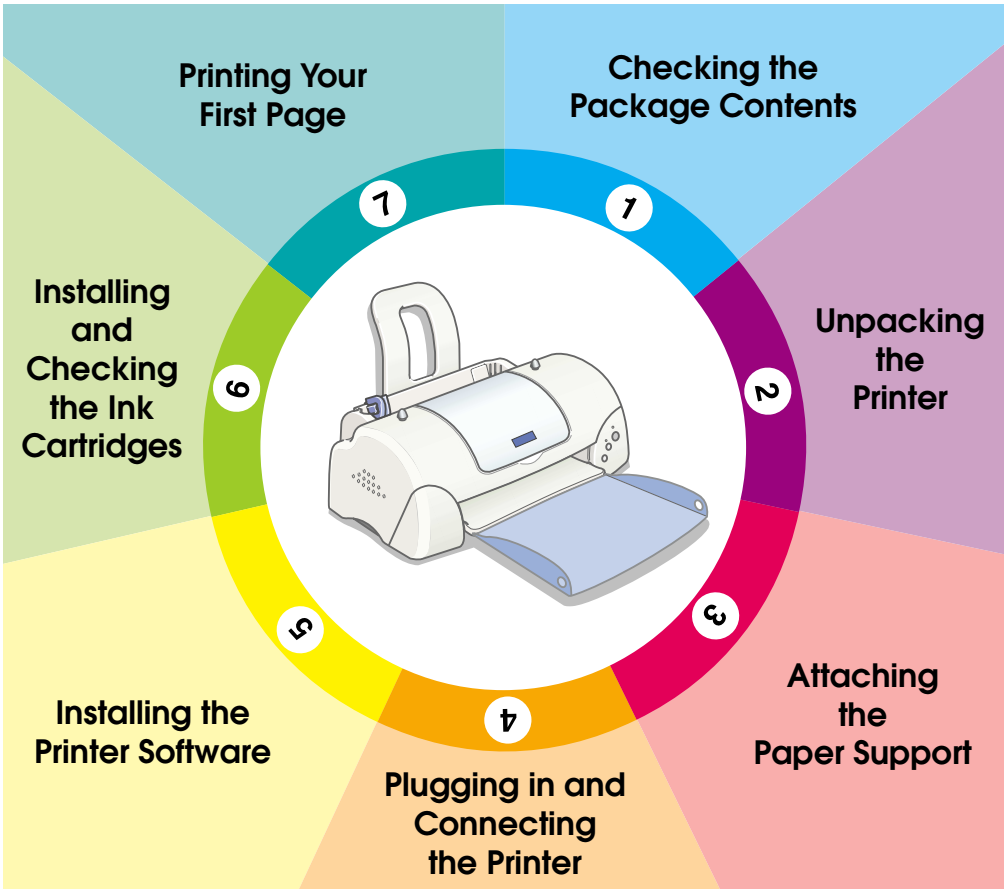 1
Checking the
Package Contents
2
Unpacking
the
Printer
3
Attaching
the
Paper Support
4
Plugging in and
Connecting
the Printer
5
Installing the
Printer Software
6
Installing
and
Checking
the Ink
Cartridges
7
Printing Your
First Page